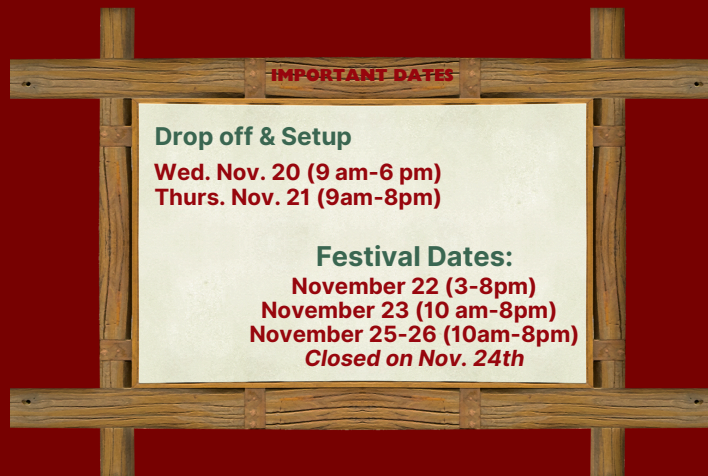 IMPORTANT DATES
Drop off & Setup
Wed. Nov. 20 (9 am-6 pm)
Thurs. Nov. 21 (9am-8pm)
Festival Dates:
November 22 (3-8pm)
November 23 (10 am-8pm)
November 25-26 (10am-8pm)
Closed on Nov. 24th